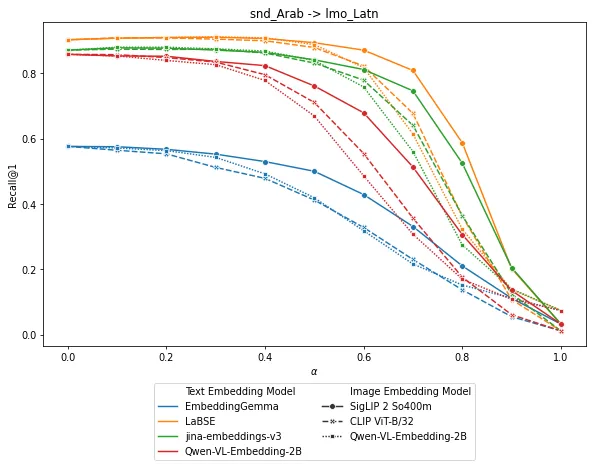 snd_Arab -> lmo_Latn
Recall@1
0.8
0.6
0.4
0.2
0.0
0.0 0.2 0.4 0.6 0.8 1.0
α
Text Embedding Model
EmbeddingGemma
LaBSE
jina-embeddings-v3
Qwen-VL-Embedding-2B
Image Embedding Model
SigLIP 2 So400m
CLIP ViT-B/32
Qwen-VL-Embedding-2B